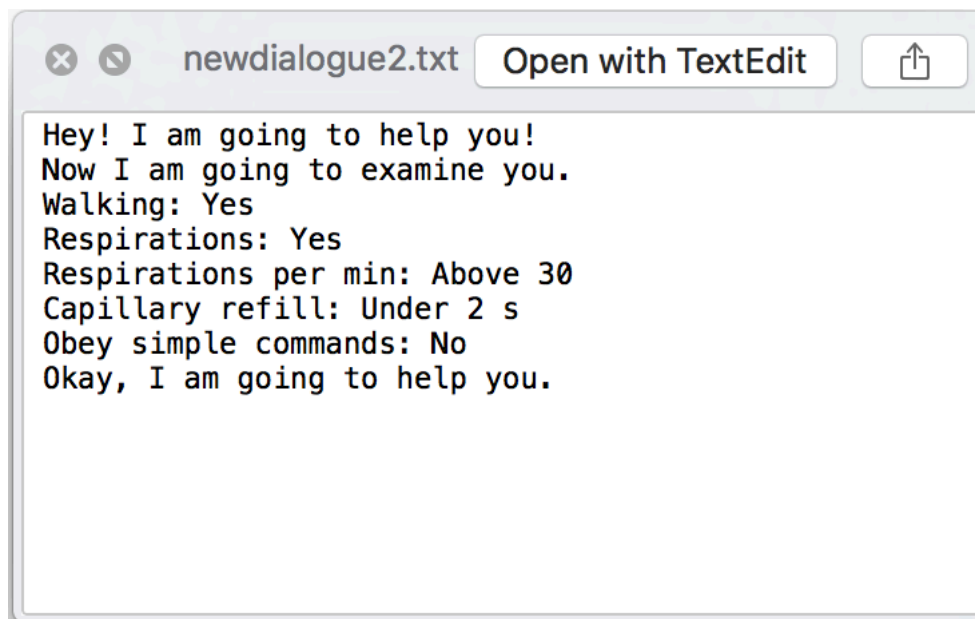 newdialogue2.txt Open with TextEdit
Hey! I am going to help you!
Now I am going to examine you.
Walking: Yes
Respirations: Yes
Respirations per min: Above 30
Capillary refill: Under 2 s
Obey simple commands: No
Okay, I am going to help you.